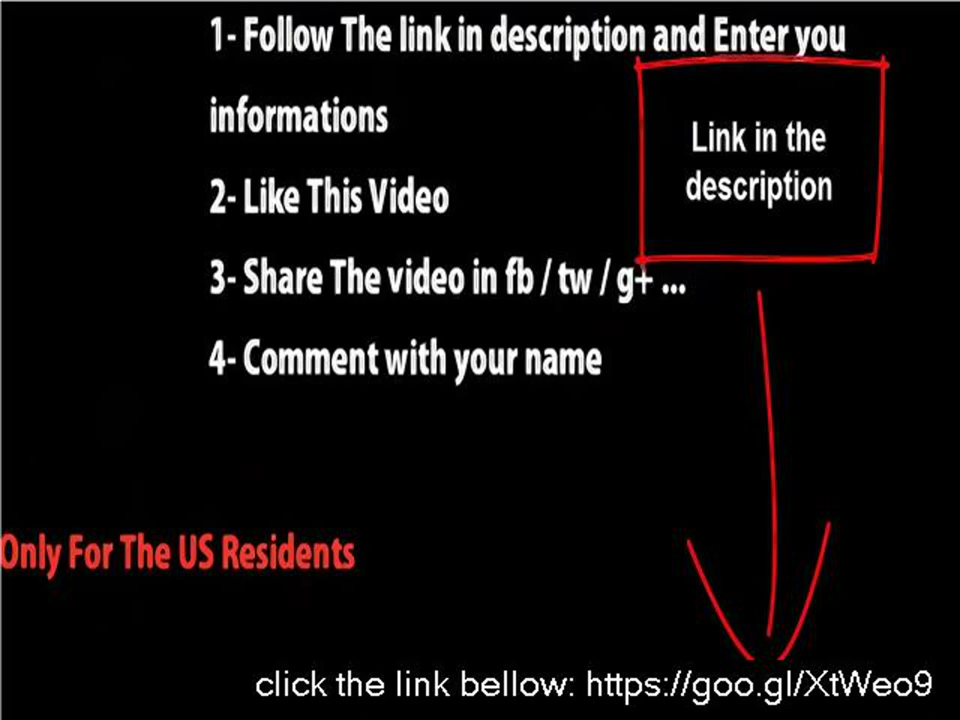 1- Follow The link in description and Enter you
informations
Link in the
description
2- Like This Video
3- Share The video in fb / tw / g+ ...
4- Comment with your name
Only For The US Residents
click the link bellow: https://goo.gl/XtWeo9